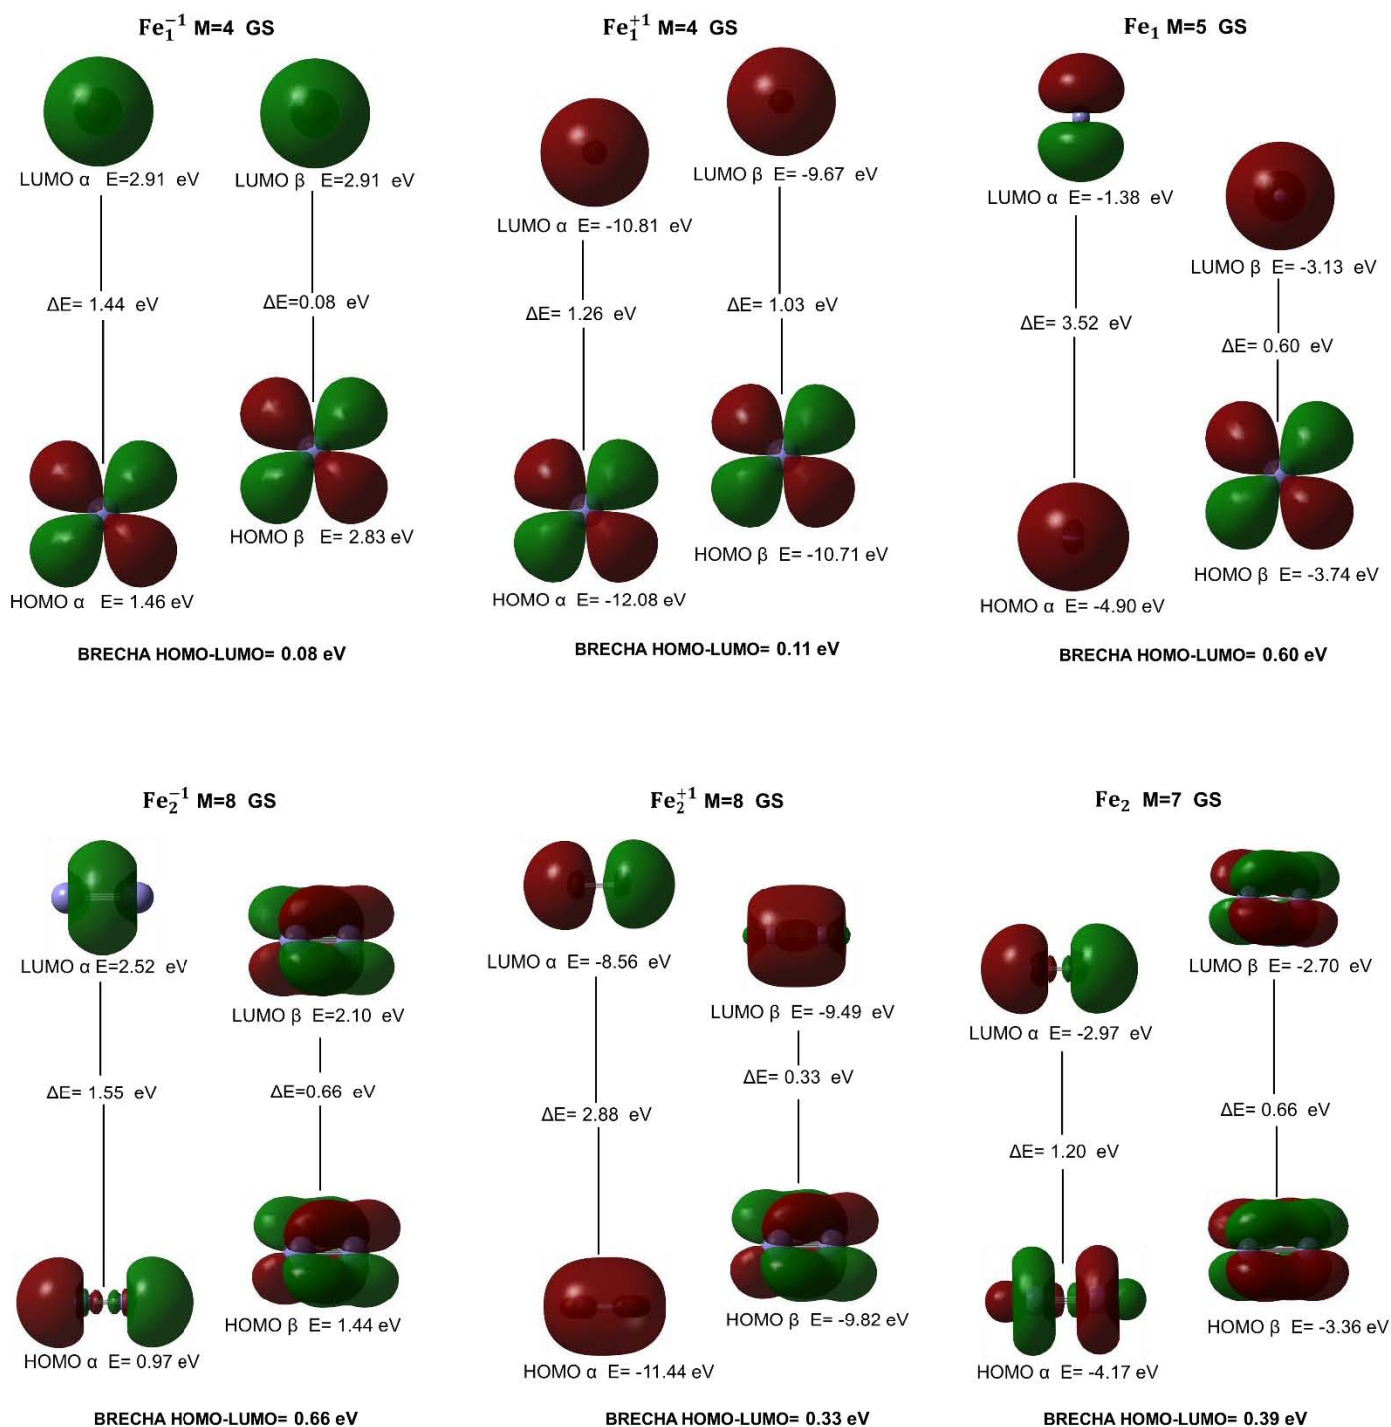 Fe₁⁻¹ M=4 GS
LUMO α E=2.91 eV
LUMO β E=2.91 eV
ΔE= 1.44 eV
ΔE=0.08 eV
HOMO β E= 2.83 eV
HOMO α E= 1.46 eV
BRECHA HOMO-LUMO= 0.08 eV
Fe₁⁺¹ M=4 GS
LUMO β E= -9.67 eV
LUMO α E= -10.81 eV
ΔE= 1.03 eV
ΔE= 1.26 eV
HOMO β E= -10.71 eV
HOMO α E= -12.08 eV
BRECHA HOMO-LUMO= 0.11 eV
Fe₁ M=5 GS
LUMO α E= -1.38 eV
LUMO β E= -3.13 eV
ΔE= 3.52 eV
ΔE= 0.60 eV
HOMO β E= -3.74 eV
HOMO α E= -4.90 eV
BRECHA HOMO-LUMO= 0.60 eV
Fe₂⁻¹ M=8 GS
LUMO α E=2.52 eV
LUMO β E=2.10 eV
ΔE= 1.55 eV
ΔE=0.66 eV
HOMO β E= 1.44 eV
HOMO α E= 0.97 eV
BRECHA HOMO-LUMO= 0.66 eV
Fe₂⁺¹ M=8 GS
LUMO α E= -8.56 eV
LUMO β E= -9.49 eV
ΔE= 0.33 eV
ΔE= 2.88 eV
HOMO β E= -9.82 eV
HOMO α E= -11.44 eV
BRECHA HOMO-LUMO= 0.33 eV
Fe₂ M=7 GS
LUMO β E= -2.70 eV
LUMO α E= -2.97 eV
ΔE= 0.66 eV
ΔE= 1.20 eV
HOMO β E= -3.36 eV
HOMO α E= -4.17 eV
BRECHA HOMO-LUMO= 0.39 eV